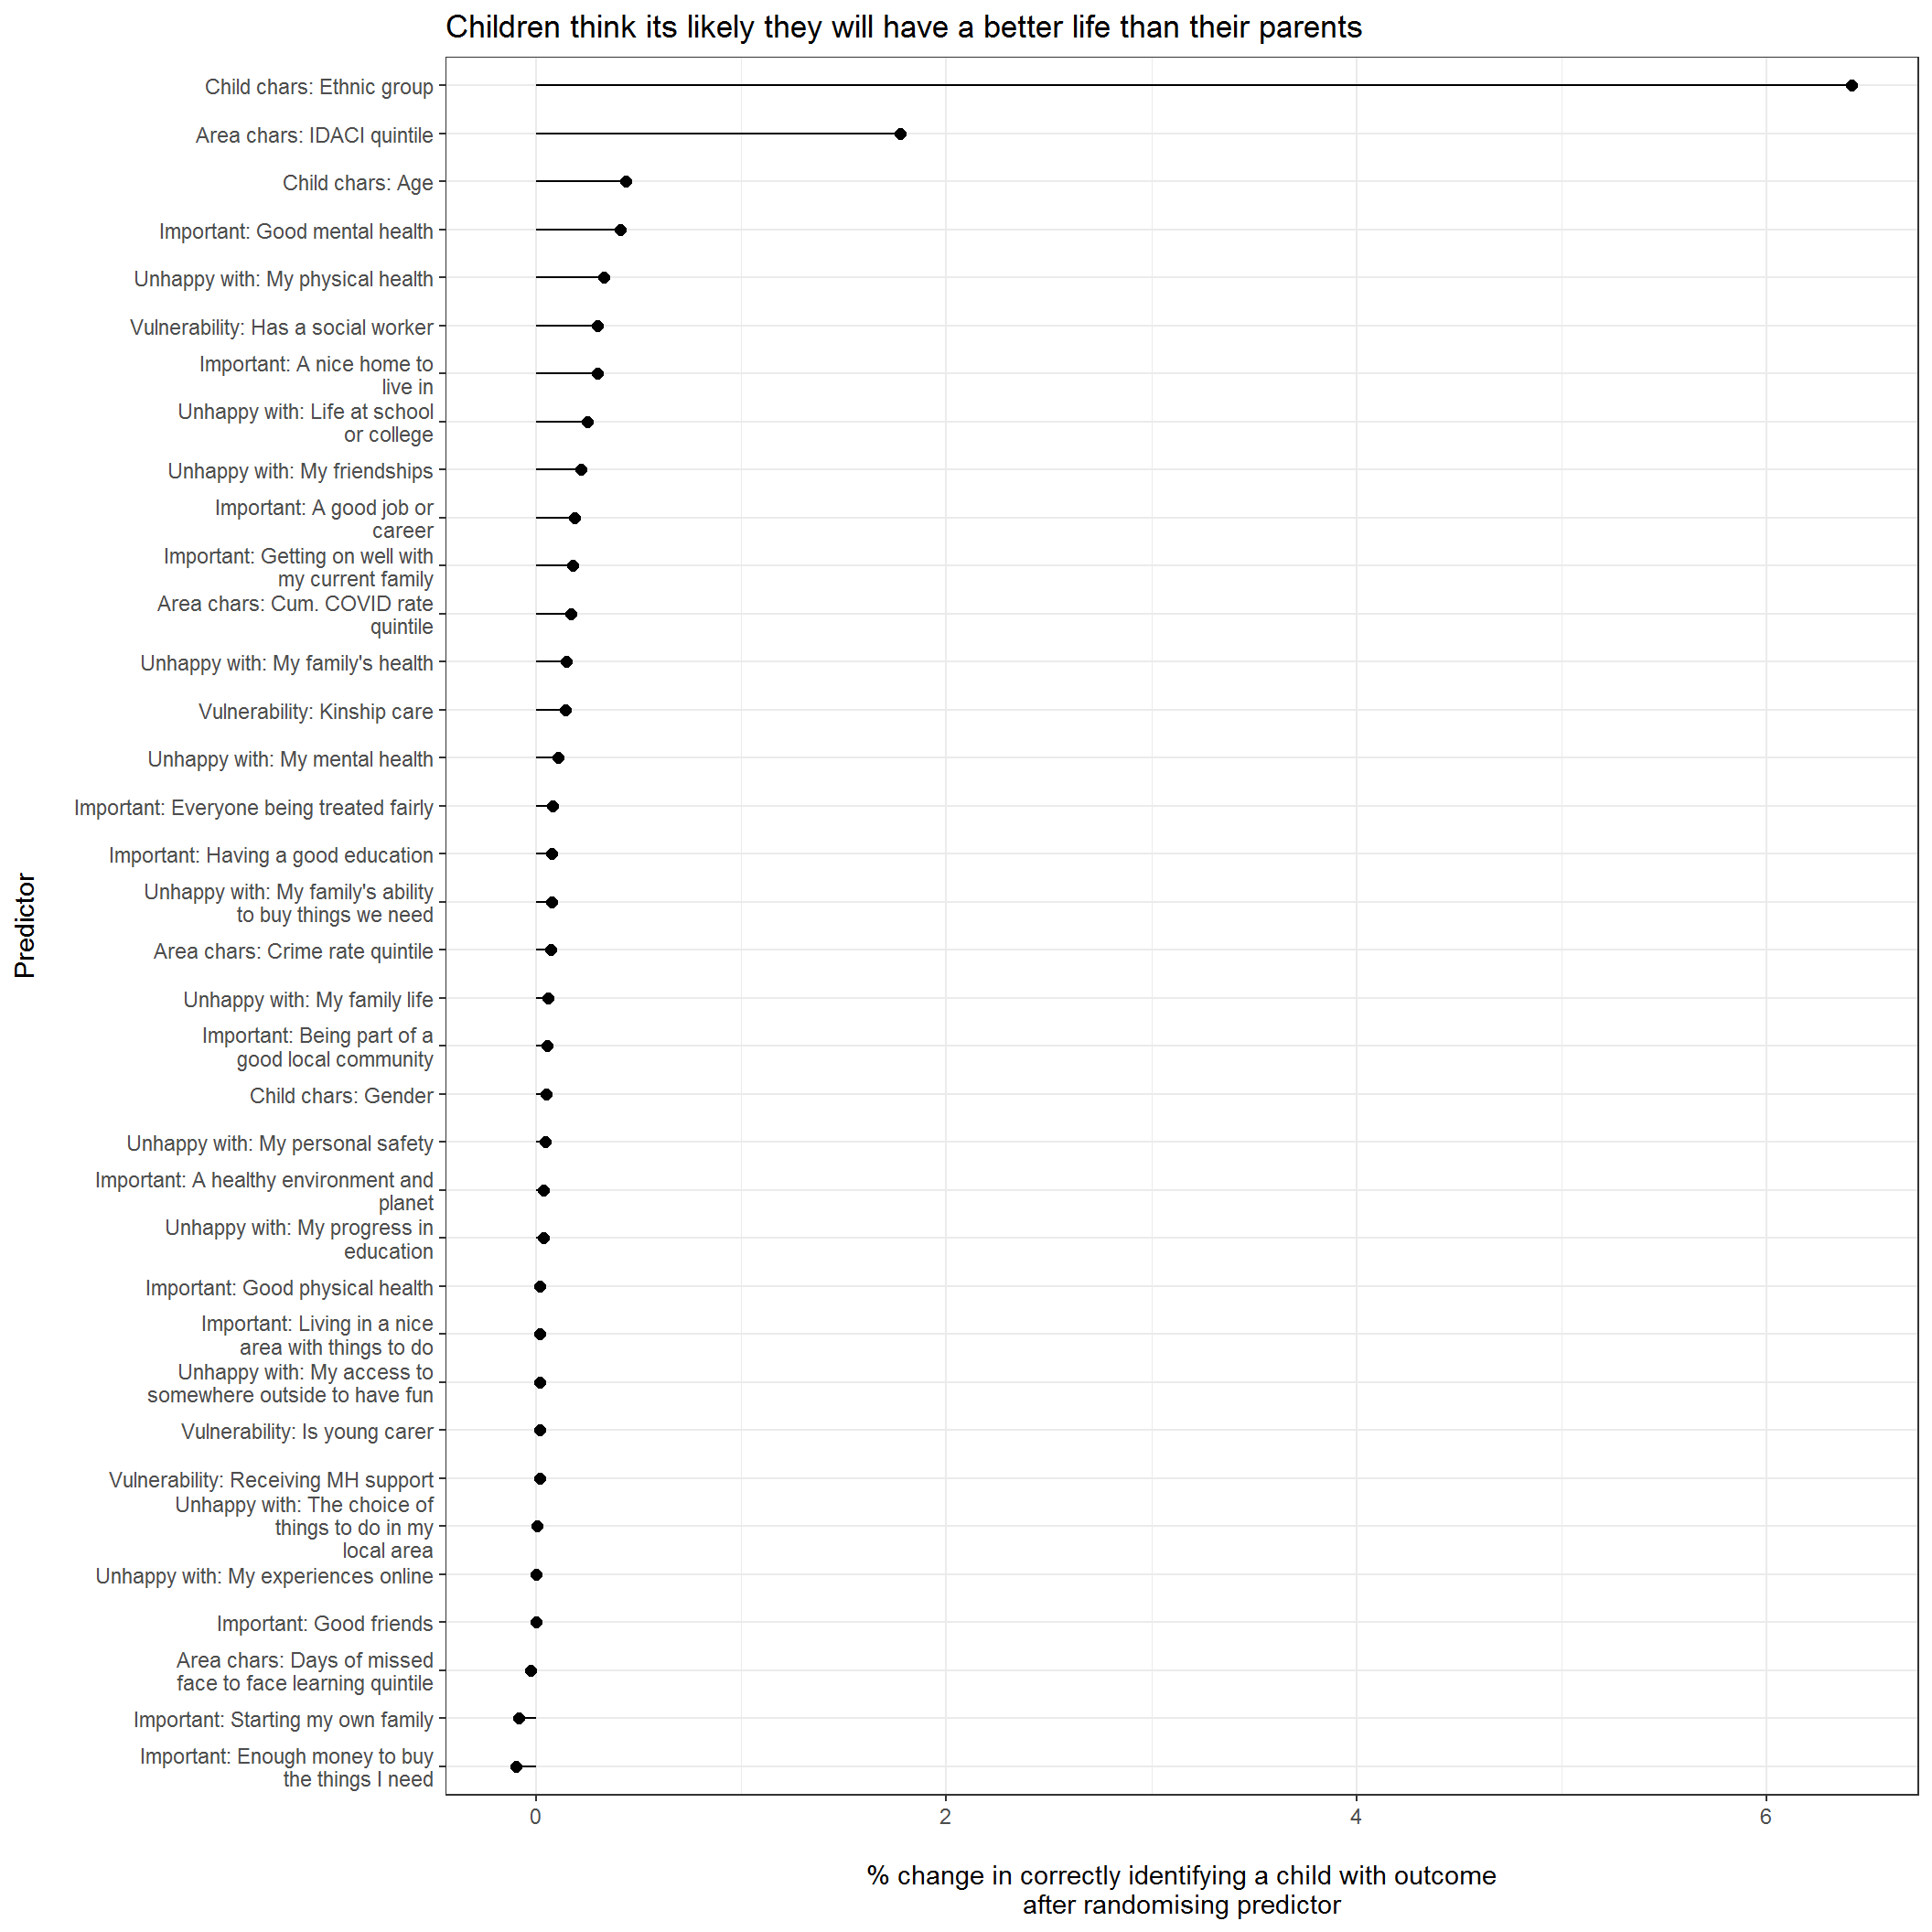 Children think its likely they will have a better life than their parents
Child chars: Ethnic group
Area chars: IDACI quintile
Child chars: Age
Important: Good mental health
Unhappy with: My physical health
Vulnerability: Has a social worker
Important: A nice home to
live in
Unhappy with: Life at school
or college
Unhappy with: My friendships
Important: A good job or
career
Important: Getting on well with
my current family
Area chars: Cum. COVID rate
quintile
Unhappy with: My family's health
Vulnerability: Kinship care
Unhappy with: My mental health
Important: Everyone being treated fairly
Important: Having a good education
Unhappy with: My family's ability
to buy things we need
Area chars: Crime rate quintile
Unhappy with: My family life
Important: Being part of a
good local community
Child chars: Gender
Unhappy with: My personal safety
Important: A healthy environment and
planet
Unhappy with: My progress in
education
Important: Good physical health
Important: Living in a nice
area with things to do
Unhappy with: My access to
somewhere outside to have fun
Vulnerability: Is young carer
Vulnerability: Receiving MH support
Unhappy with: The choice of
things to do in my
local area
Unhappy with: My experiences online
Important: Good friends
Area chars: Days of missed
face to face learning quintile
Important: Starting my own family
Important: Enough money to buy
the things I need
Predictor
0 2 4 6
% change in correctly identifying a child with outcome
after randomising predictor